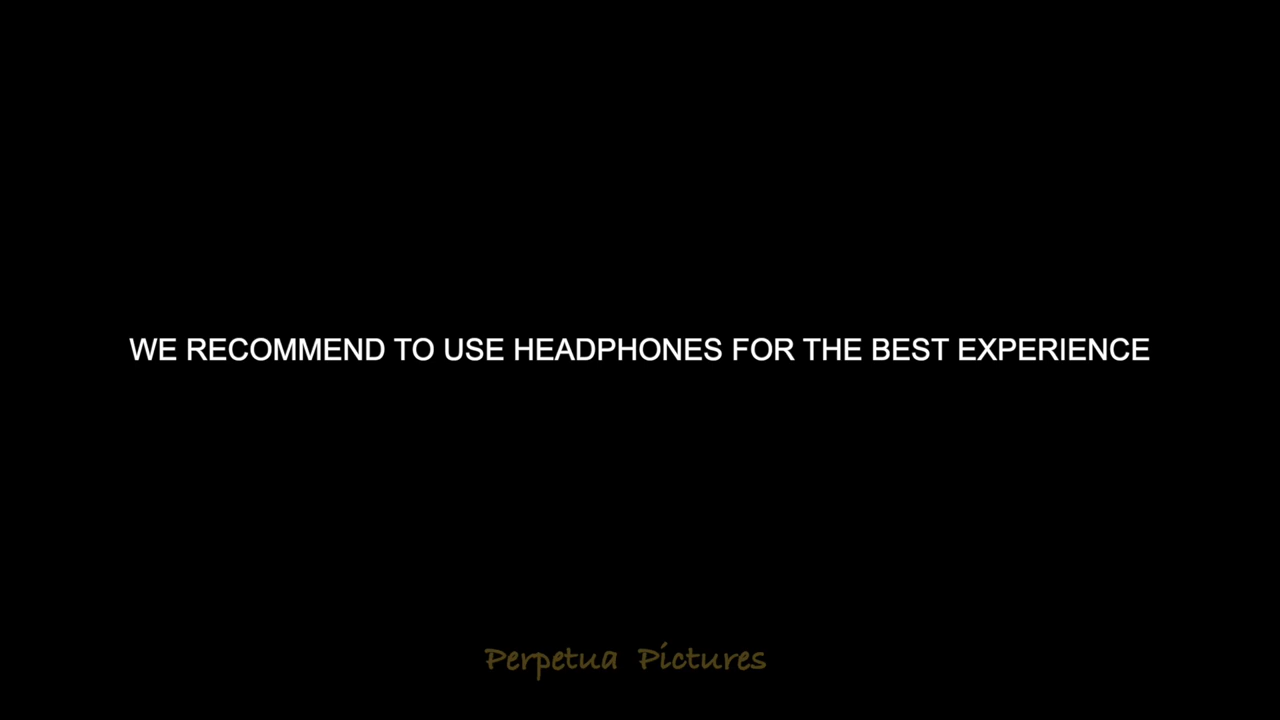 WE RECOMMEND TO USE HEADPHONES FOR THE BEST EXPERIENCE
Perpetua Pictures